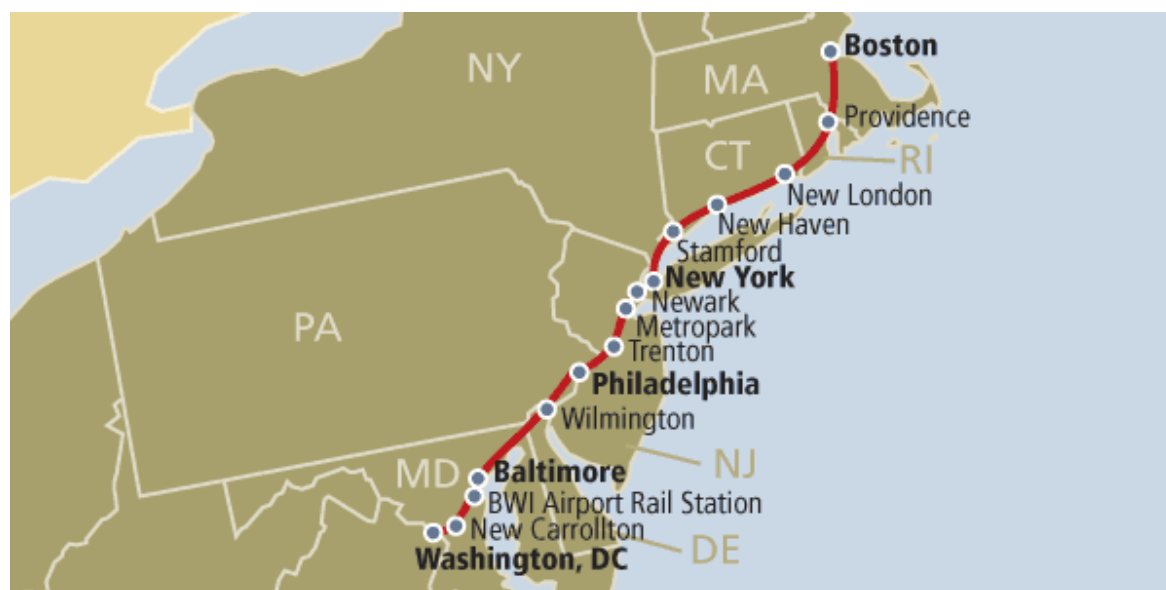 Boston
NY
MA
Providence
CT
RI
New London
New Haven
Stamford
New York
Newark
PA
Metropark
Trenton
Philadelphia
Wilmington
NJ
MD
Baltimore
BWI Airport Rail Station
New Carrollton
DE
Washington, DC